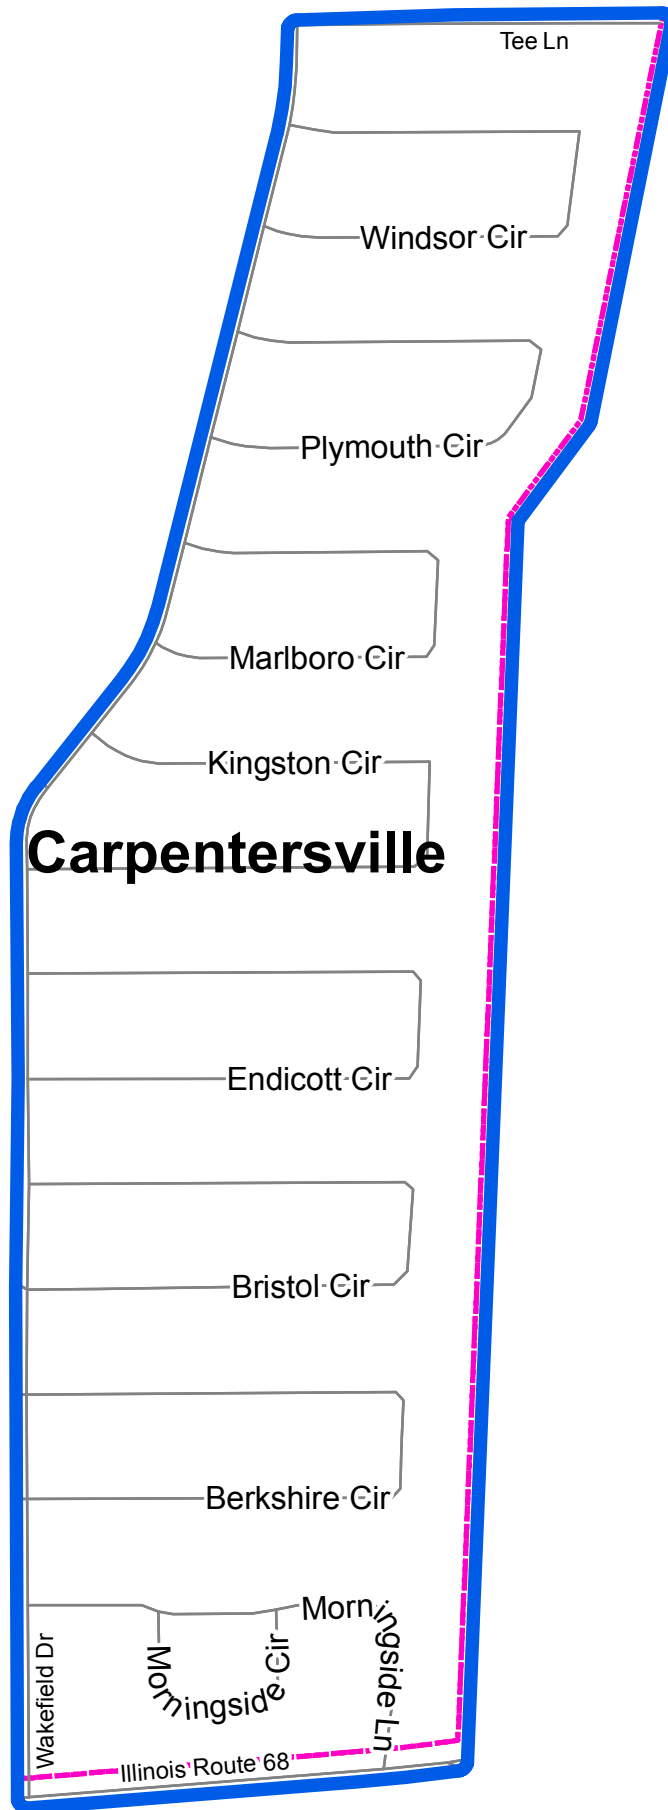 Tee Ln
Windsor Cir
Plymouth Cir
Marlboro Cir
Kingston Cir
Carpentersville
Endicott Cir
Bristol Cir
Berkshire Cir
Morningside Ln
Morningside Cir
Wakefield Dr
Illinois Route 68